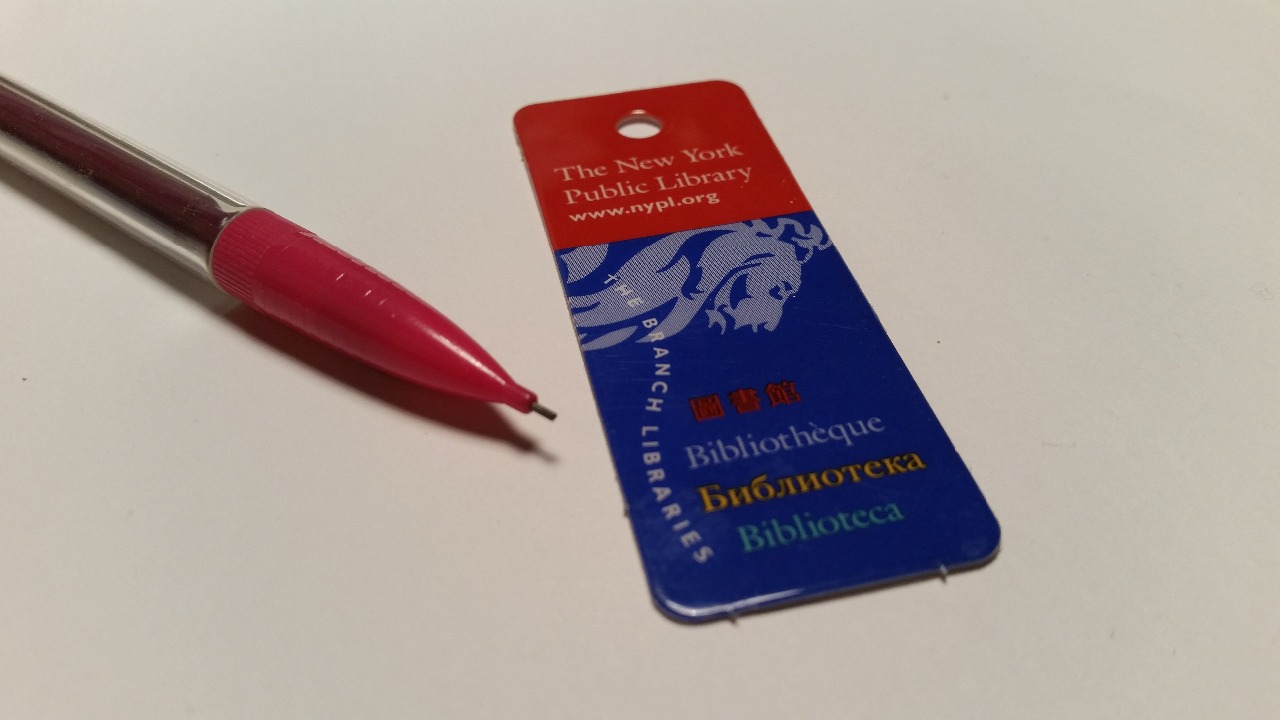 The New York
Public Library
www.nypl.org
THE BRANCH LIBRARIES
圖書館
Bibliothèque
Библиотека
Biblioteca